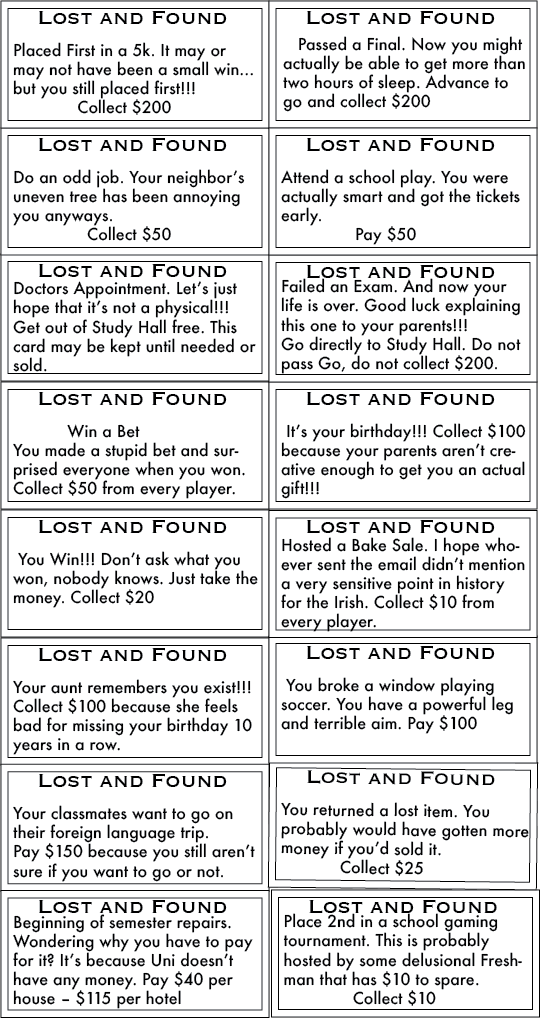 LOST AND FOUND
Placed First in a 5k. It may or
may not have been a small win...
but you still placed first!!!
Collect $200
LOST AND FOUND
Passed a Final. Now you might
actually be able to get more than
two hours of sleep. Advance to
go and collect $200
LOST AND FOUND
Do an odd job. Your neighbor's
uneven tree has been annoying
you anyways.
Collect $50
LOST AND FOUND
Attend a school play. You were
actually smart and got the tickets
early.
Pay $50
LOST AND FOUND
Doctors Appointment. Let's just
hope that it's not a physical!!!
Get out of Study Hall free. This
card may be kept until needed or
sold.
LOST AND FOUND
Failed an Exam. And now your
life is over. Good luck explaining
this one to your parents!!!
Go directly to Study Hall. Do not
pass Go, do not collect $200.
LOST AND FOUND
Win a Bet
You made a stupid bet and sur-
prised everyone when you won.
Collect $50 from every player.
LOST AND FOUND
It's your birthday!!! Collect $100
because your parents aren't cre-
ative enough to get you an actual
gift!!!
LOST AND FOUND
You Win!!! Don't ask what you
won, nobody knows. Just take the
money. Collect $20
LOST AND FOUND
Hosted a Bake Sale. I hope who-
ever sent the email didn't mention
a very sensitive point in history
for the Irish. Collect $10 from
every player.
LOST AND FOUND
Your aunt remembers you exist!!!
Collect $100 because she feels
bad for missing your birthday 10
years in a row.
LOST AND FOUND
You broke a window playing
soccer. You have a powerful leg
and terrible aim. Pay $100
LOST AND FOUND
Your classmates want to go on
their foreign language trip.
Pay $150 because you still aren't
sure if you want to go or not.
LOST AND FOUND
You returned a lost item. You
probably would have gotten more
money if you'd sold it.
Collect $25
LOST AND FOUND
Beginning of semester repairs.
Wondering why you have to pay
for it? It's because Uni doesn't
have any money. Pay $40 per
house – $115 per hotel
LOST AND FOUND
Place 2nd in a school gaming
tournament. This is probably
hosted by some delusional Fresh-
man that has $10 to spare.
Collect $10